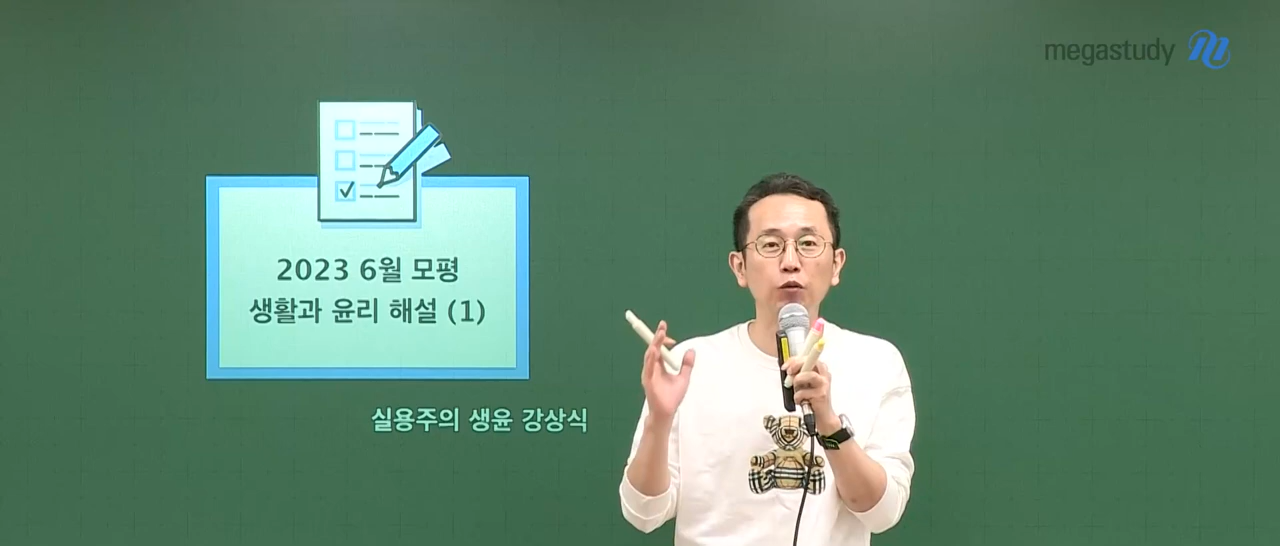 megastudy
2023 6월 모평
생활과 윤리 해설 (1)
실용주의 생윤 강상식